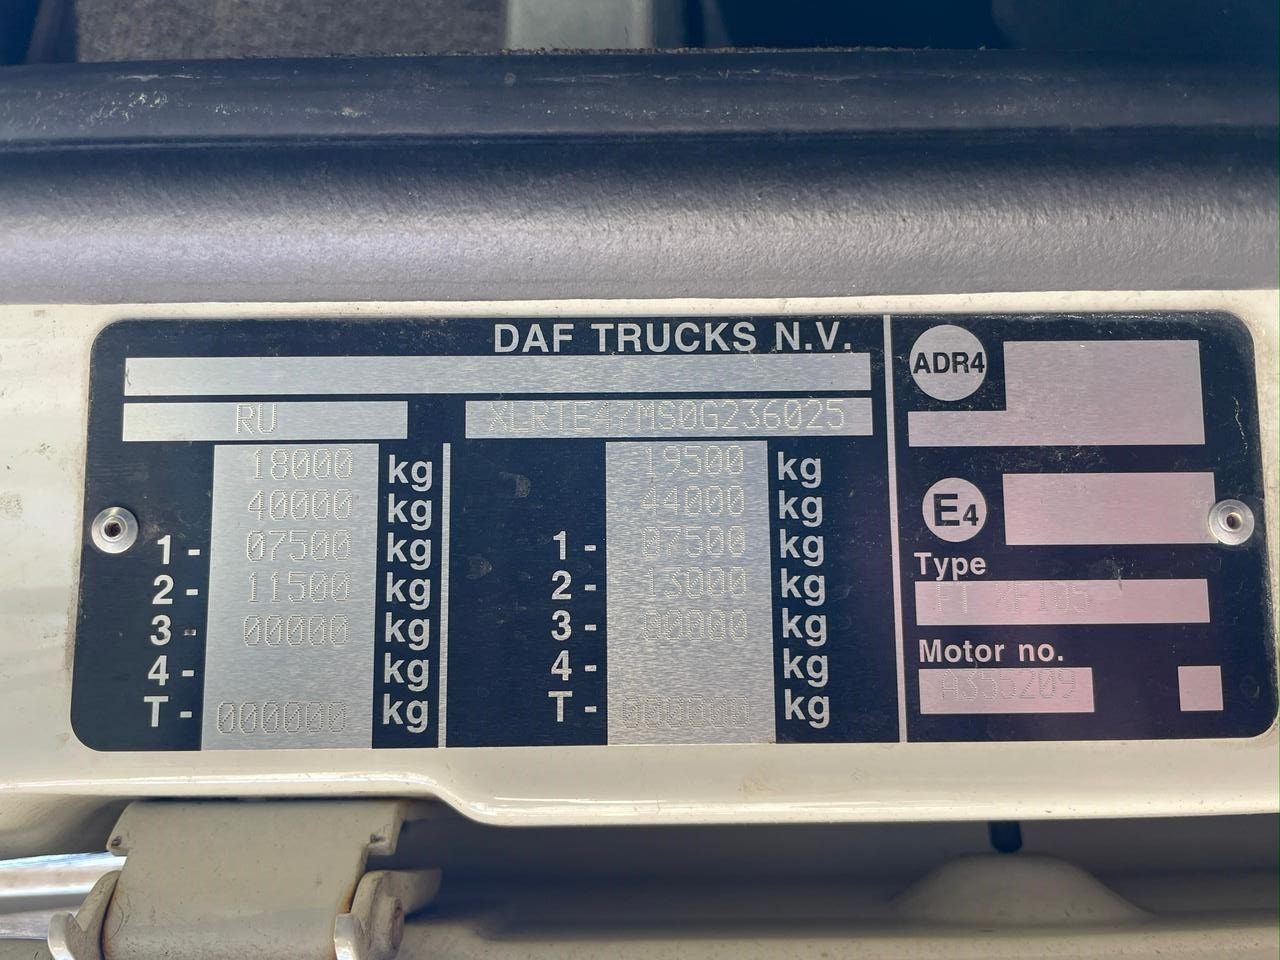 DAF TRUCKS N.V.
RU XLRTE47MS0G236025
18000 kg 19500 kg
40000 kg 44000 kg
1 - 07500 kg 1 - 07500 kg
2 - 11500 kg 2 - 13000 kg
3 - 00000 kg 3 - 00000 kg
4 - kg 4 - kg
T - 000000 kg T - 000000 kg
ADR4
E4
Type
FT XF105
Motor no.
A355209